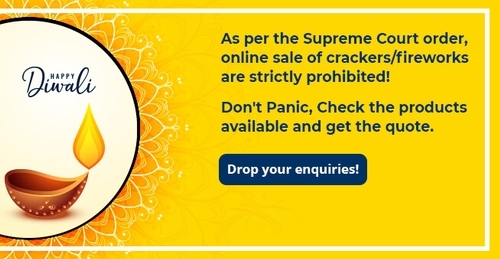 HAPPY
Diwali
As per the Supreme Court order,
online sale of crackers/fireworks
are strictly prohibited!
Don't Panic, Check the products
available and get the quote.
Drop your enquiries!